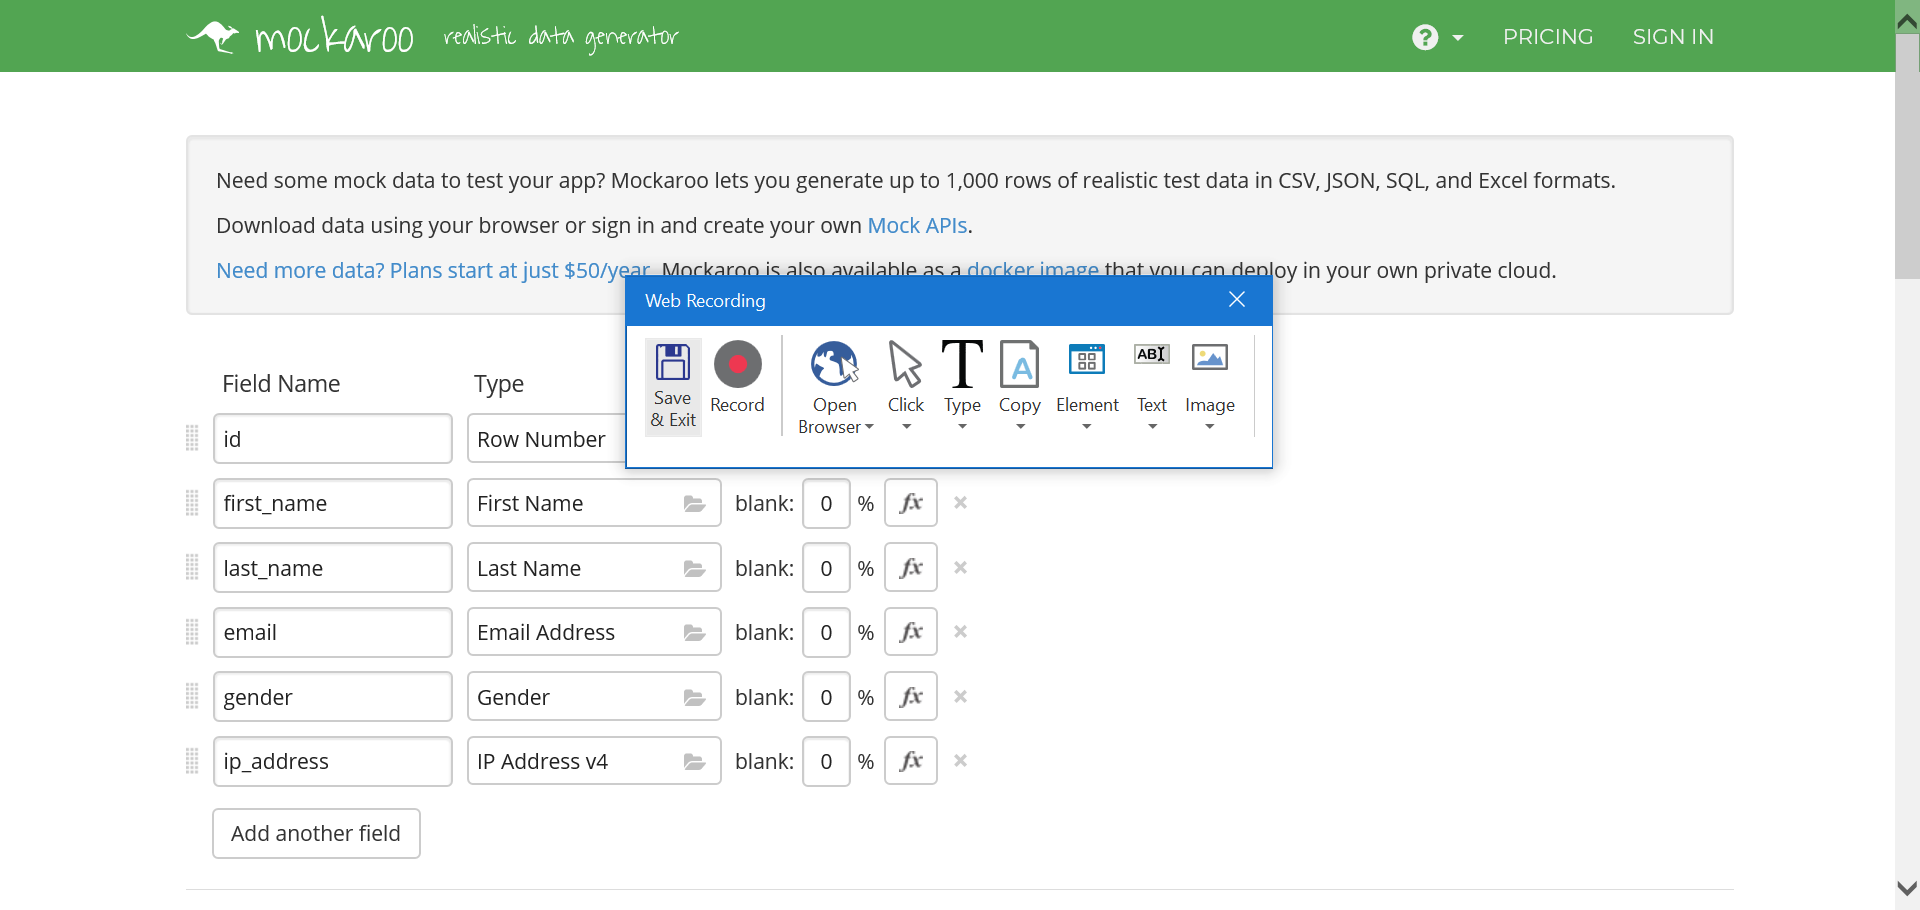 mockaroo realistic data generator ? PRICING SIGN IN
Need some mock data to test your app? Mockaroo lets you generate up to 1,000 rows of realistic test data in CSV, JSON, SQL, and Excel formats.
Download data using your browser or sign in and create your own Mock APIs.
Need more data? Plans start at just $50/year. Mockaroo is also available as a docker image that you can deploy in your own private cloud.
Web Recording
Save & Exit
Record
Open Browser
Click
T Type
A Copy
Element
AB Text
Image
Field Name Type
id Row Number
first_name First Name blank: 0 % fx ×
last_name Last Name blank: 0 % fx ×
email Email Address blank: 0 % fx ×
gender Gender blank: 0 % fx ×
ip_address IP Address v4 blank: 0 % fx ×
Add another field